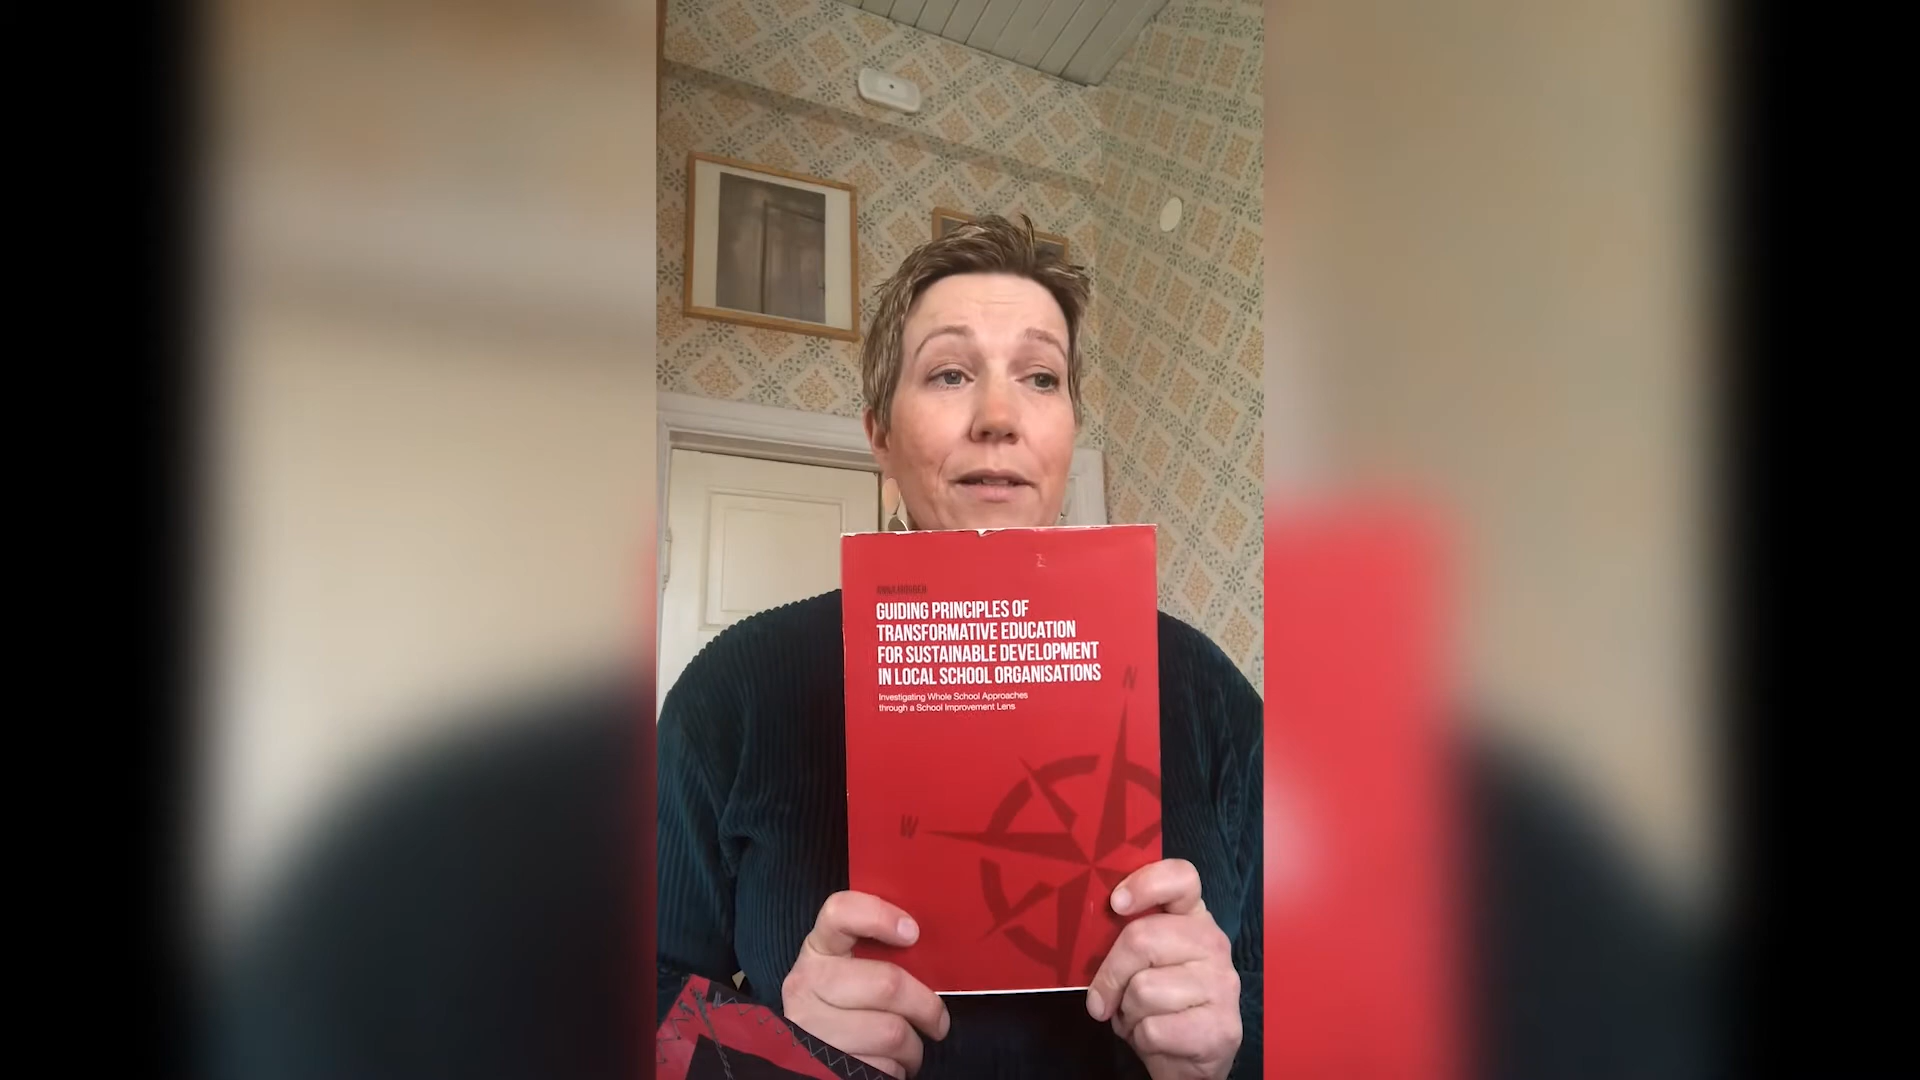 GUIDING PRINCIPLES OF
TRANSFORMATIVE EDUCATION
FOR SUSTAINABLE DEVELOPMENT
IN LOCAL SCHOOL ORGANISATIONS
Investigating Whole School Approaches
through a School Improvement Lens
N
W